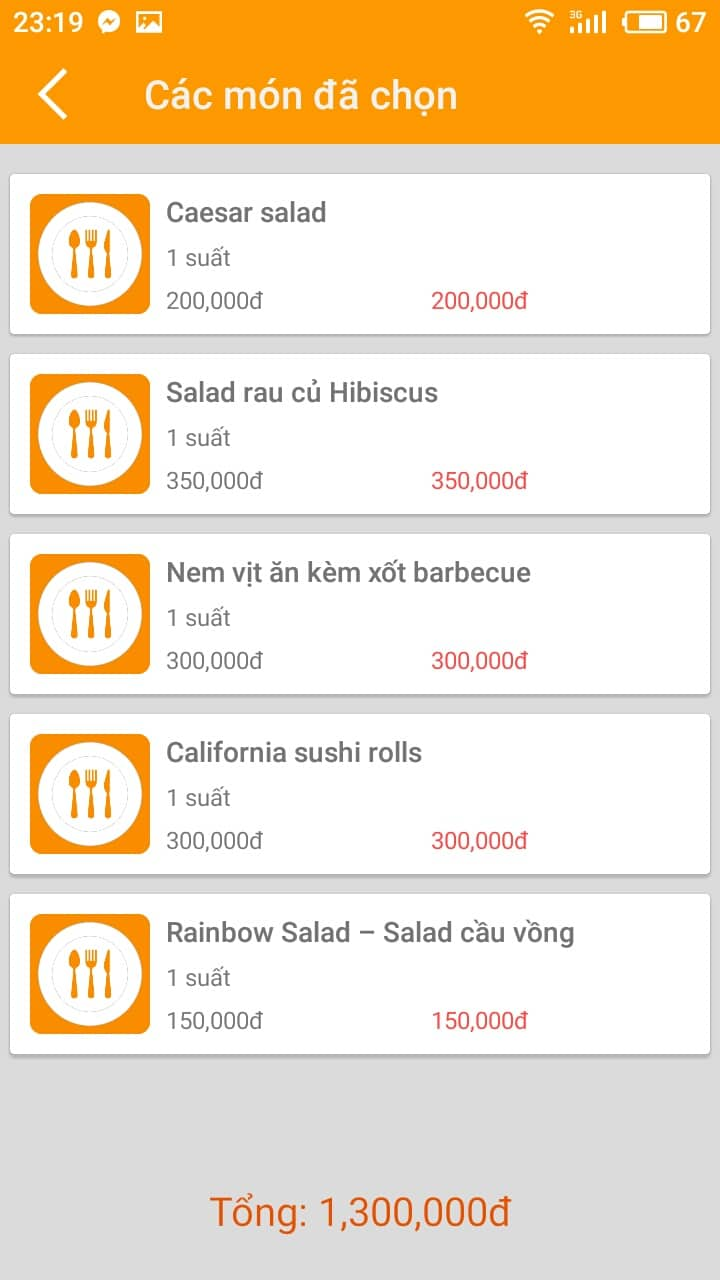 23:19
3G
67
Các món đã chọn
Caesar salad
1 suất
200,000đ 200,000đ
Salad rau củ Hibiscus
1 suất
350,000đ 350,000đ
Nem vịt ăn kèm xốt barbecue
1 suất
300,000đ 300,000đ
California sushi rolls
1 suất
300,000đ 300,000đ
Rainbow Salad – Salad cầu vồng
1 suất
150,000đ 150,000đ
Tổng: 1,300,000đ